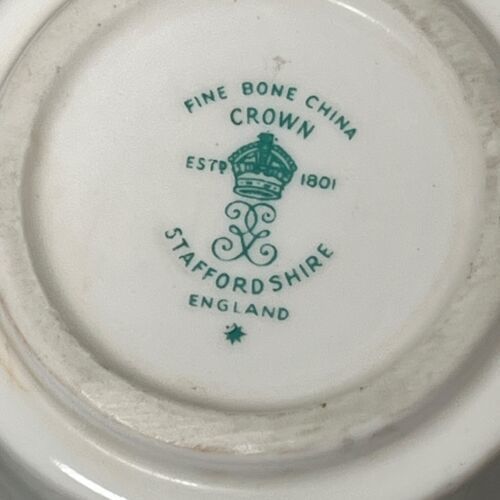 FINE BONE CHINA
CROWN
ESTD 1801
STAFFORDSHIRE
ENGLAND